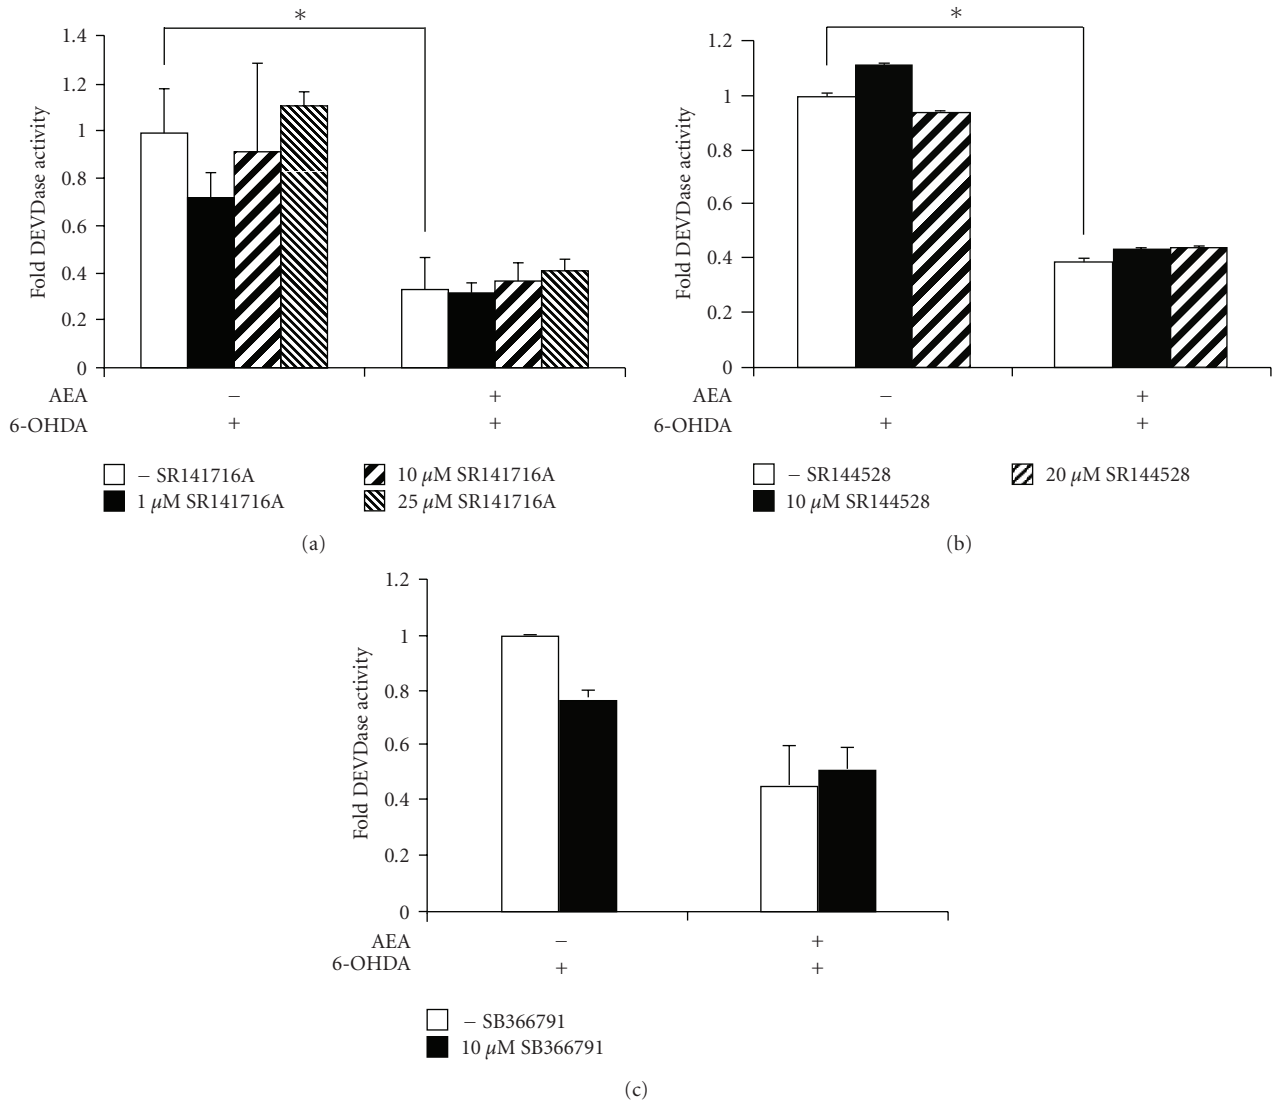 *
1.4
1.2
1
0.8
0.6
0.4
0.2
0
Fold DEVDase activity
AEA − +
6-OHDA + +
− SR141716A
1 µM SR141716A
10 µM SR141716A
25 µM SR141716A
(a)
*
1.2
1
0.8
0.6
0.4
0.2
0
Fold DEVDase activity
AEA − +
6-OHDA + +
− SR144528
10 µM SR144528
20 µM SR144528
(b)
1.2
1
0.8
0.6
0.4
0.2
0
Fold DEVDase activity
AEA − +
6-OHDA + +
− SB366791
10 µM SB366791
(c)